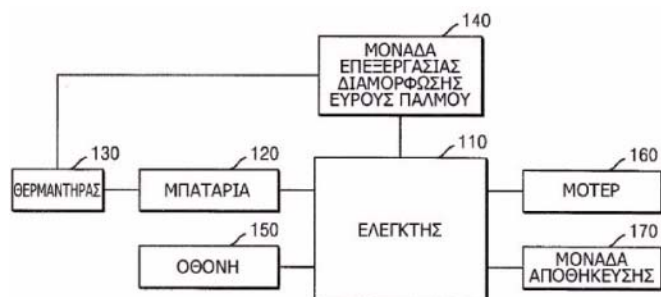 140
ΜΟΝΑΔΑ
ΕΠΕΞΕΡΓΑΣΙΑΣ
ΔΙΑΜΟΡΦΩΣΗΣ
ΕΥΡΟΥΣ ΠΑΛΜΟΥ
130
120
110
160
ΘΕΡΜΑΝΤΗΡΑΣ
ΜΠΑΤΑΡΙΑ
ΕΛΕΓΚΤΗΣ
ΜΟΤΕΡ
150
170
ΟΘΟΝΗ
ΜΟΝΑΔΑ
ΑΠΟΘΗΚΕΥΣΗΣ